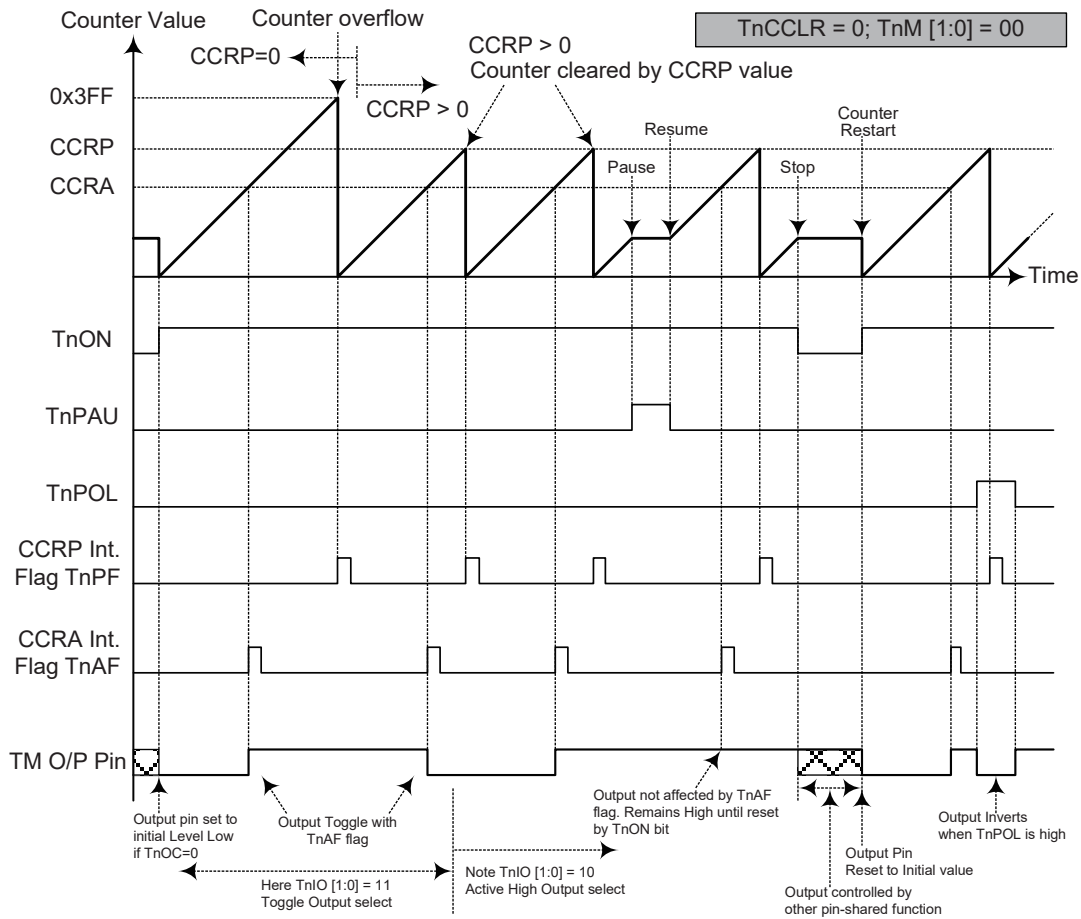 Counter Value
Counter overflow
TnCCLR = 0; TnM [1:0] = 00
CCRP=0
CCRP > 0
CCRP > 0
Counter cleared by CCRP value
0x3FF
CCRP
CCRA
Pause
Resume
Stop
Counter
Restart
Time
TnON
TnPAU
TnPOL
CCRP Int.
Flag TnPF
CCRA Int.
Flag TnAF
TM O/P Pin
Output pin set to
initial Level Low
if TnOC=0
Output Toggle with
TnAF flag
Here TnIO [1:0] = 11
Toggle Output select
Note TnIO [1:0] = 10
Active High Output select
Output not affected by TnAF
flag. Remains High until reset
by TnON bit
Output controlled by
other pin-shared function
Output Pin
Reset to Initial value
Output Inverts
when TnPOL is high